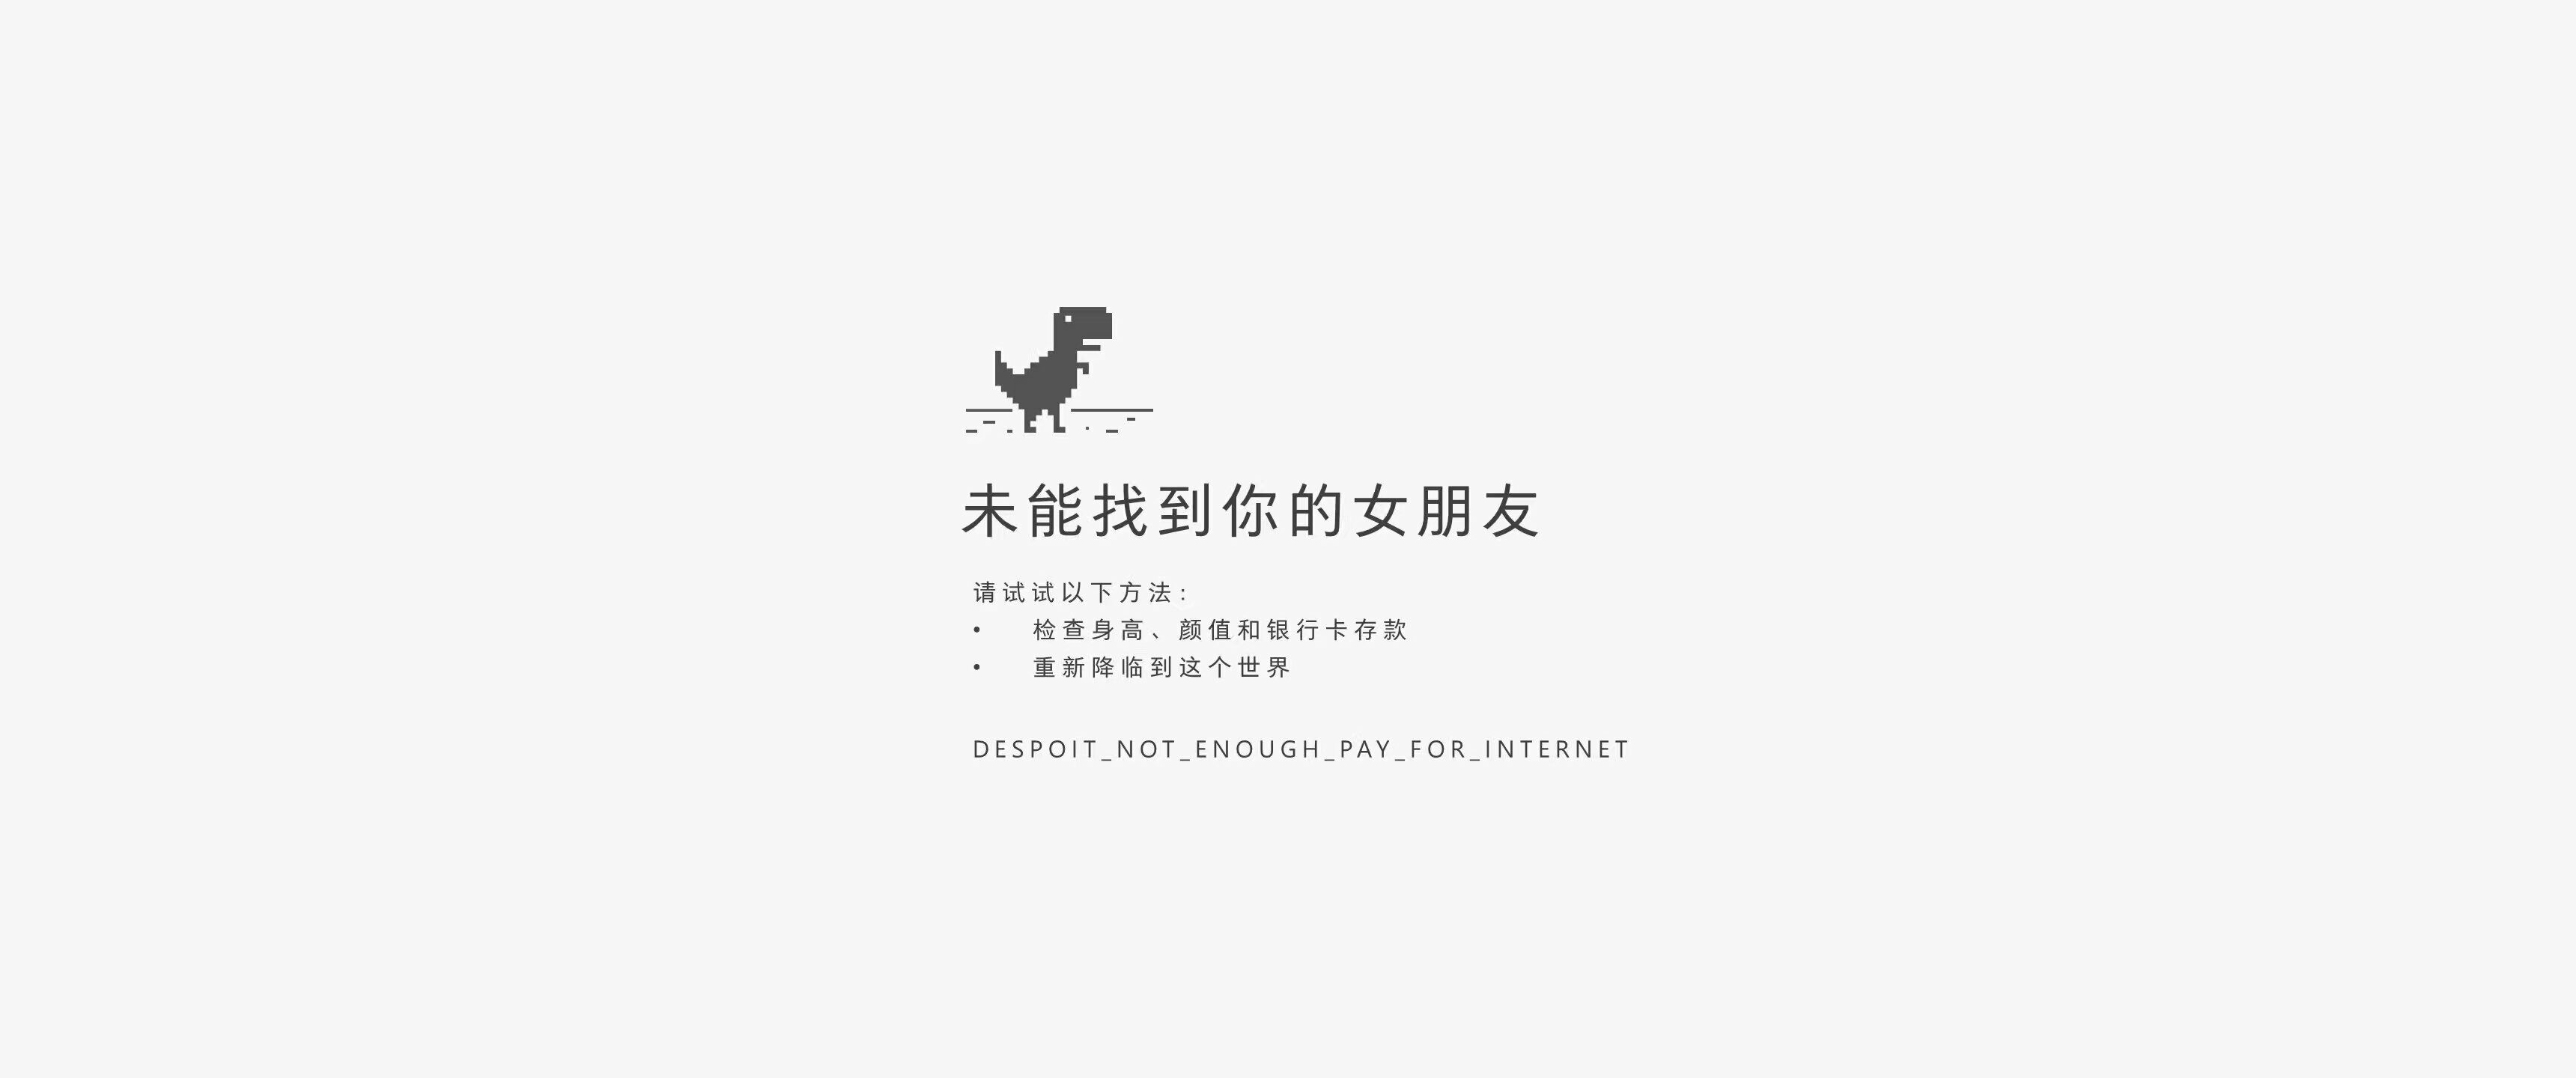 未能找到你的女朋友
请试试以下方法:
• 检查身高、颜值和银行卡存款
• 重新降临到这个世界
DESPOIT_NOT_ENOUGH_PAY_FOR_INTERNET